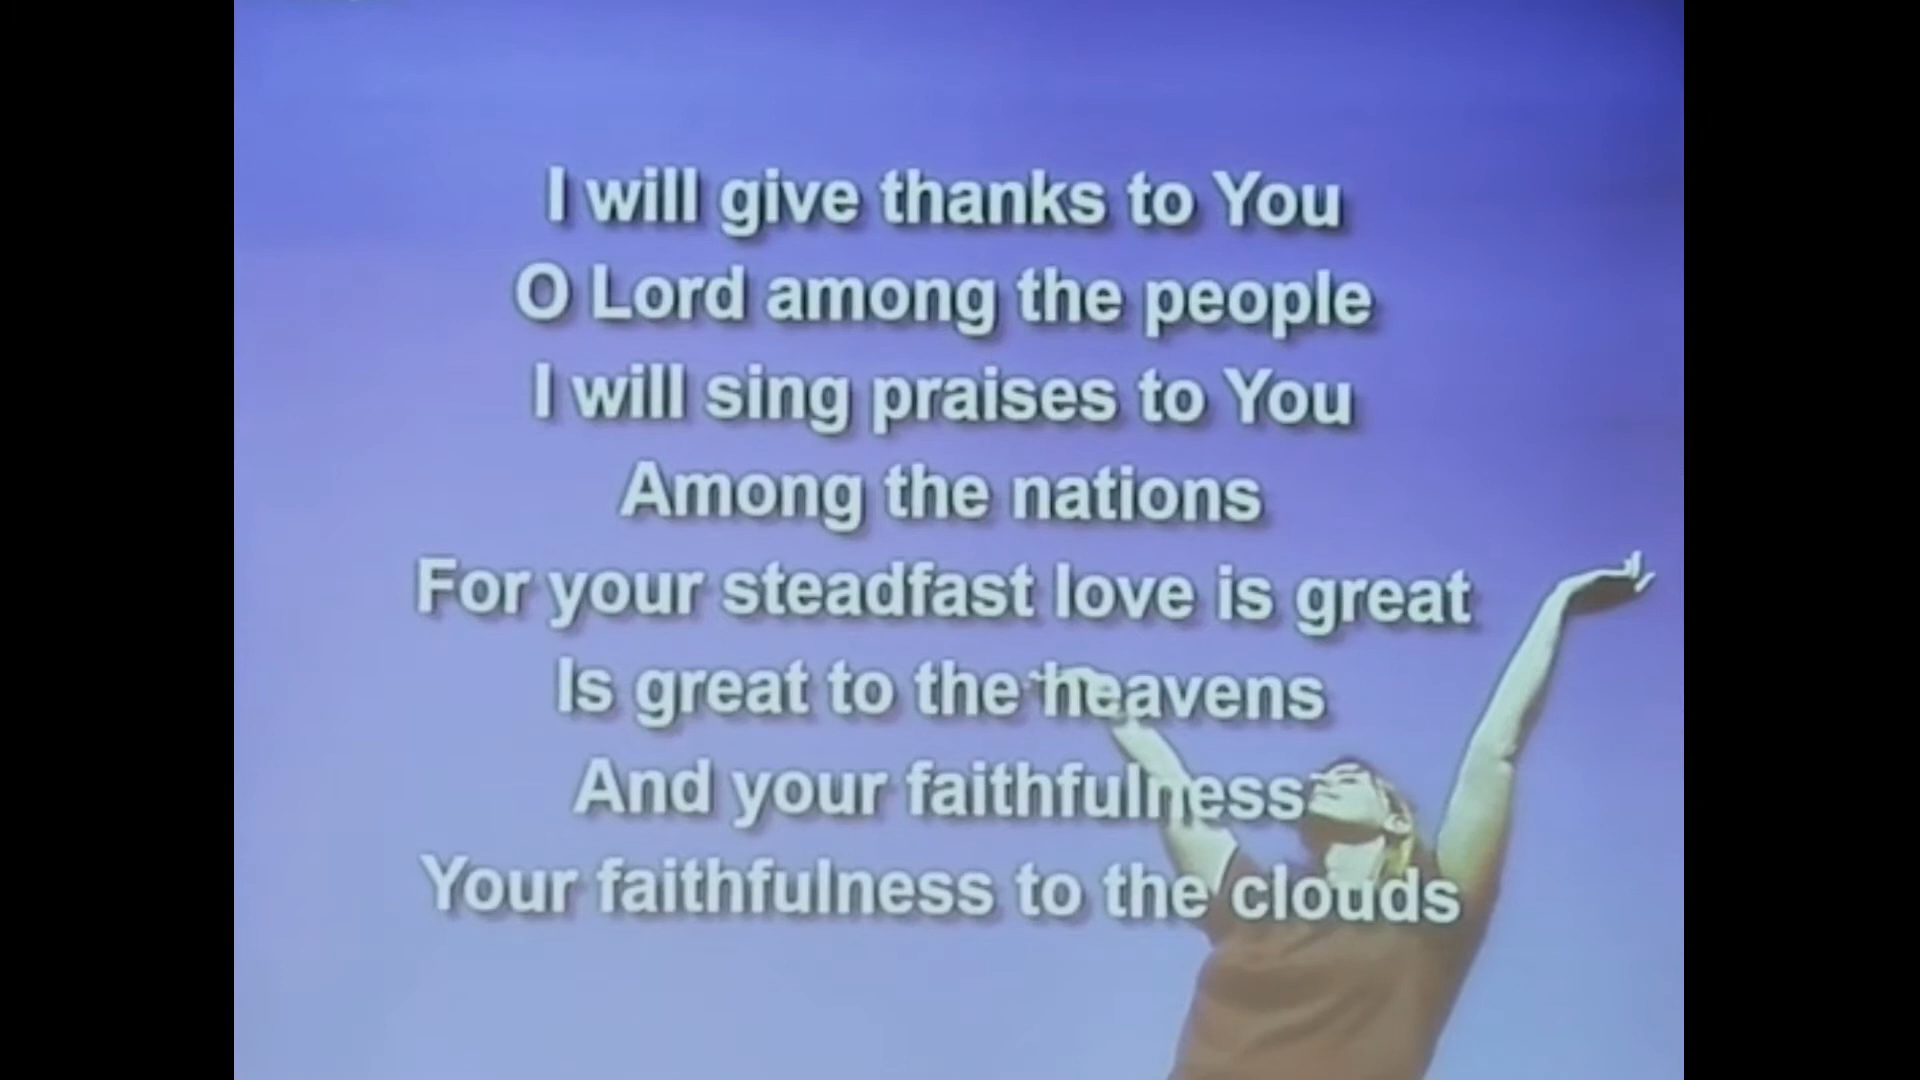 I will give thanks to You
O Lord among the people
I will sing praises to You
Among the nations
For your steadfast love is great
Is great to the heavens
And your faithfulness
Your faithfulness to the clouds